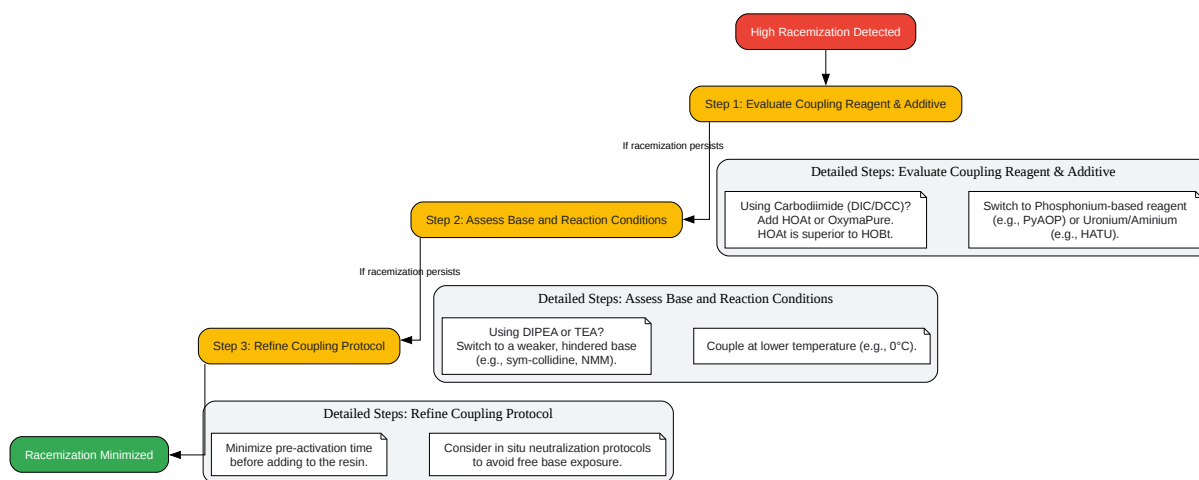 High Racemization Detected
Step 1: Evaluate Coupling Reagent & Additive
If racemization persists
Detailed Steps: Evaluate Coupling Reagent & Additive
Using Carbodiimide (DIC/DCC)?
Add HOAt or OxymaPure.
HOAt is superior to HOBt.
Switch to Phosphonium-based reagent
(e.g., PyAOP) or Uronium/Aminium
(e.g., HATU).
Step 2: Assess Base and Reaction Conditions
If racemization persists
Detailed Steps: Assess Base and Reaction Conditions
Using DIPEA or TEA?
Switch to a weaker, hindered base
(e.g., sym-collidine, NMM).
Couple at lower temperature (e.g., 0°C).
Step 3: Refine Coupling Protocol
Detailed Steps: Refine Coupling Protocol
Minimize pre-activation time
before adding to the resin.
Consider in situ neutralization protocols
to avoid free base exposure.
Racemization Minimized